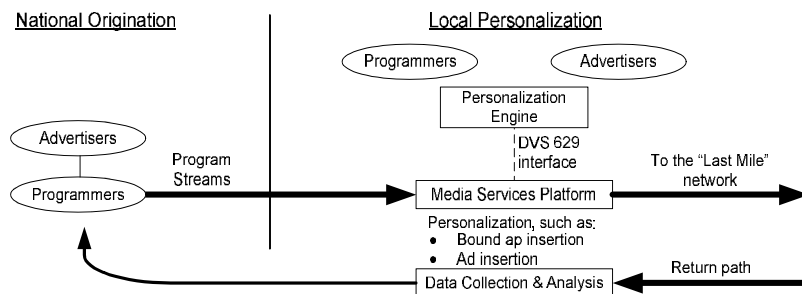 National Origination
Local Personalization
Programmers
Advertisers
Personalization
Engine
Advertisers
DVS 629
interface
Program
Streams
To the “Last Mile”
network
Programmers
Media Services Platform
Personalization, such as:
• Bound ap insertion
• Ad insertion
Data Collection & Analysis
Return path